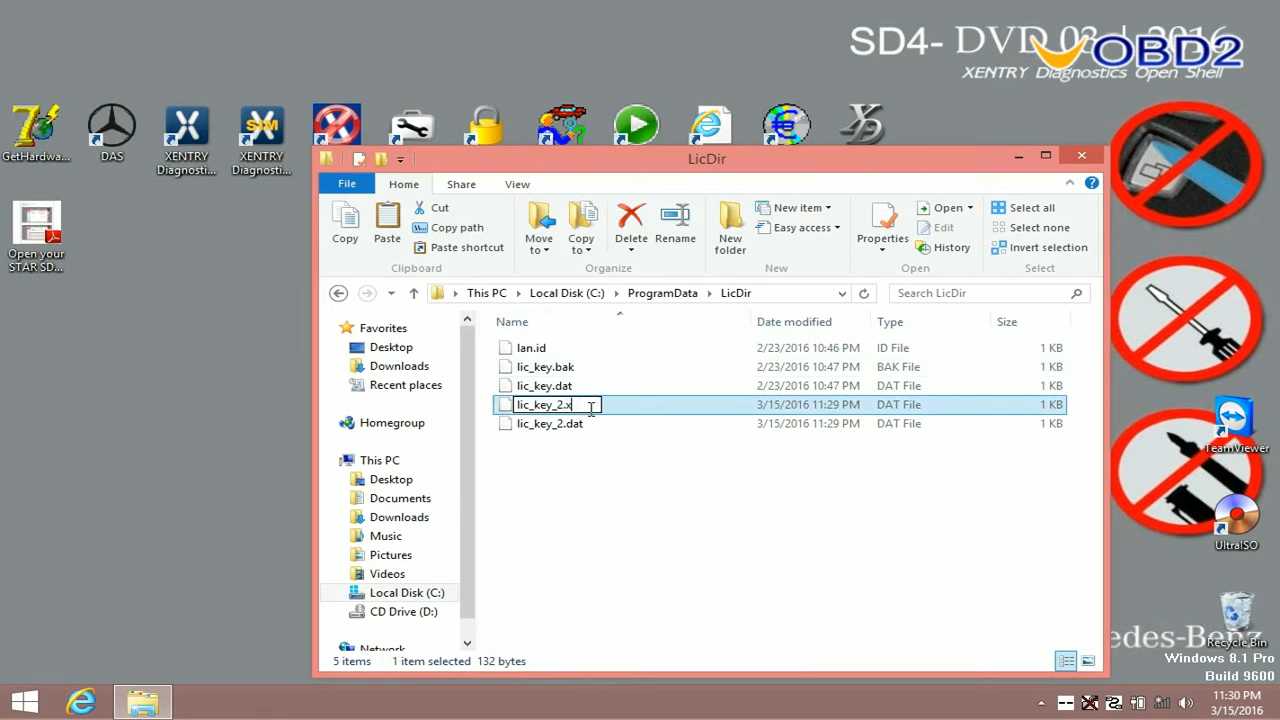 SD4- DVD 03 | 2016
UOBD2
XENTRY Diagnostics Open Shell
GetHardwa...
DAS
XENTRY Diagnosti...
XENTRY Diagnosti...
SIM
Open your STAR SD...
LicDir
File
Home
Share
View
Copy
Paste
Cut
Copy path
Paste shortcut
Clipboard
Move to
Copy to
Delete
Rename
Organize
New folder
New item
Easy access
New
Properties
Open
Edit
History
Open
Select all
Select none
Invert selection
Select
This PC
Local Disk (C:)
ProgramData
LicDir
Search LicDir
Favorites
Desktop
Downloads
Recent places
Homegroup
This PC
Desktop
Documents
Downloads
Music
Pictures
Videos
Local Disk (C:)
CD Drive (D:)
Network
Name Date modified Type Size
lan.id 2/23/2016 10:46 PM ID File 1 KB
lic_key.bak 2/23/2016 10:47 PM BAK File 1 KB
lic_key.dat 2/23/2016 10:47 PM DAT File 1 KB
lic_key_2.x 3/15/2016 11:29 PM DAT File 1 KB
lic_key_2.dat 3/15/2016 11:29 PM DAT File 1 KB
5 items 1 item selected 132 bytes
TeamViewer
UltraISO
edes-Benz
Recycle Bin
Windows 8.1 Pro
Build 9600
11:30 PM
3/15/2016